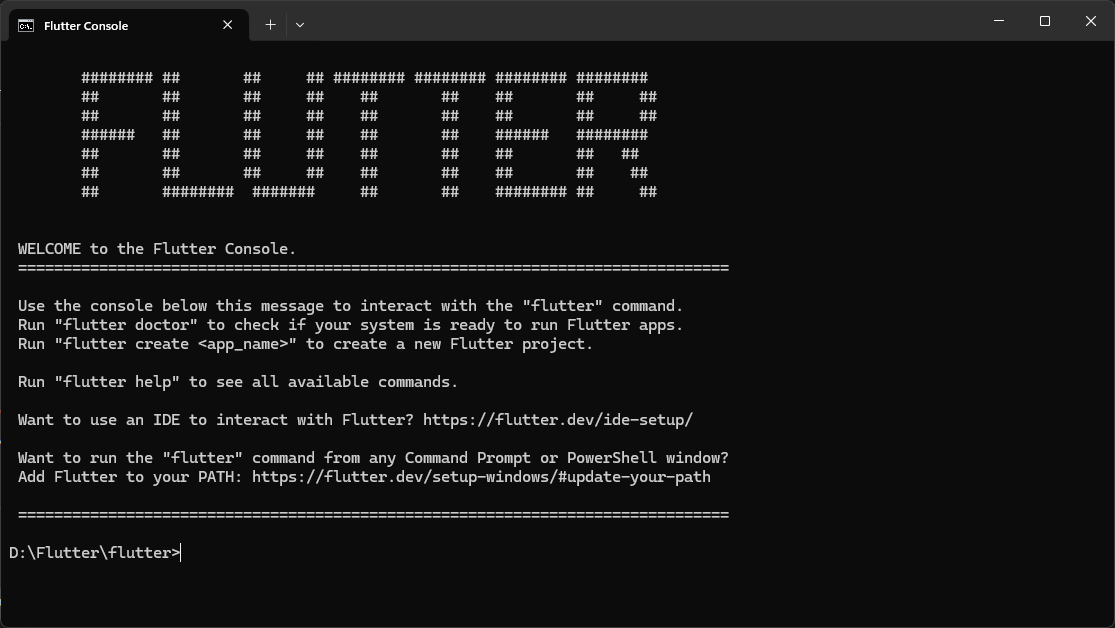 Flutter Console
######## ##       ##     ## ######## ######## ######## ########
##       ##       ##     ##    ##       ##    ##       ##     ##
##       ##       ##     ##    ##       ##    ##       ##     ##
######   ##       ##     ##    ##       ##    ######   ########
##       ##       ##     ##    ##       ##    ##       ##   ##
##       ##       ##     ##    ##       ##    ##       ##    ##
##       ########  #######     ##       ##    ######## ##     ##
WELCOME to the Flutter Console.
===============================================================================
Use the console below this message to interact with the "flutter" command.
Run "flutter doctor" to check if your system is ready to run Flutter apps.
Run "flutter create <app_name>" to create a new Flutter project.
Run "flutter help" to see all available commands.
Want to use an IDE to interact with Flutter? https://flutter.dev/ide-setup/
Want to run the "flutter" command from any Command Prompt or PowerShell window?
Add Flutter to your PATH: https://flutter.dev/setup-windows/#update-your-path
===============================================================================
D:\Flutter\flutter>